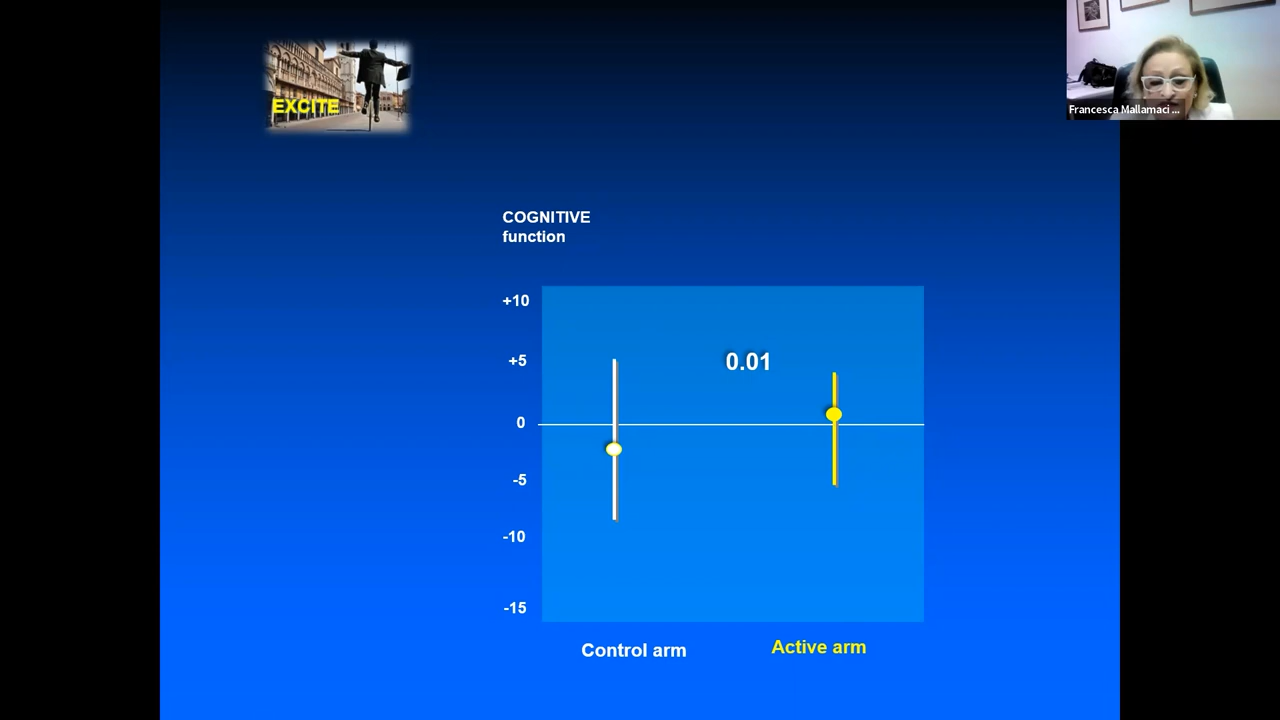 EXCITE
Francesca Mallamaci ...
COGNITIVE
function
+10
+5
0.01
0
-5
-10
-15
Control arm
Active arm